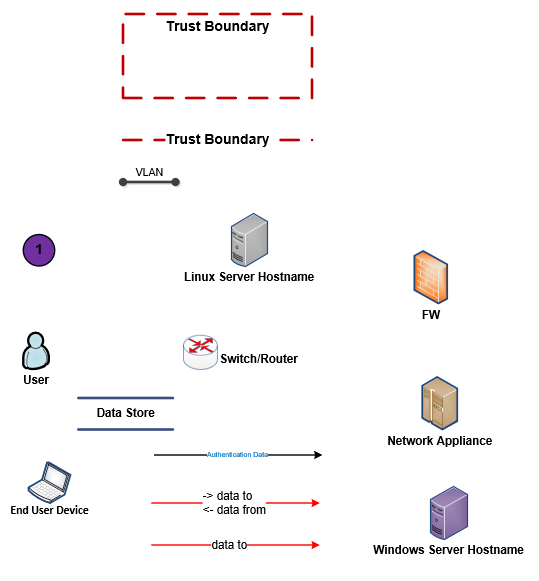 Trust Boundary
Trust Boundary
VLAN
1
Linux Server Hostname
FW
User
Switch/Router
Data Store
Network Appliance
Authentication Data
End User Device
-> data to
<- data from
data to
Windows Server Hostname